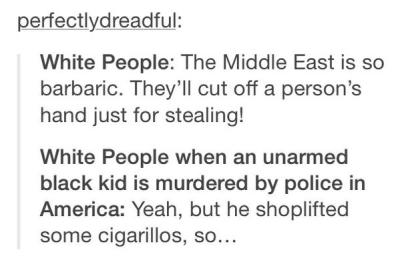 perfectlydreadful:
White People: The Middle East is so
barbaric. They’ll cut off a person’s
hand just for stealing!
White People when an unarmed
black kid is murdered by police in
America: Yeah, but he shoplifted
some cigarillos, so…